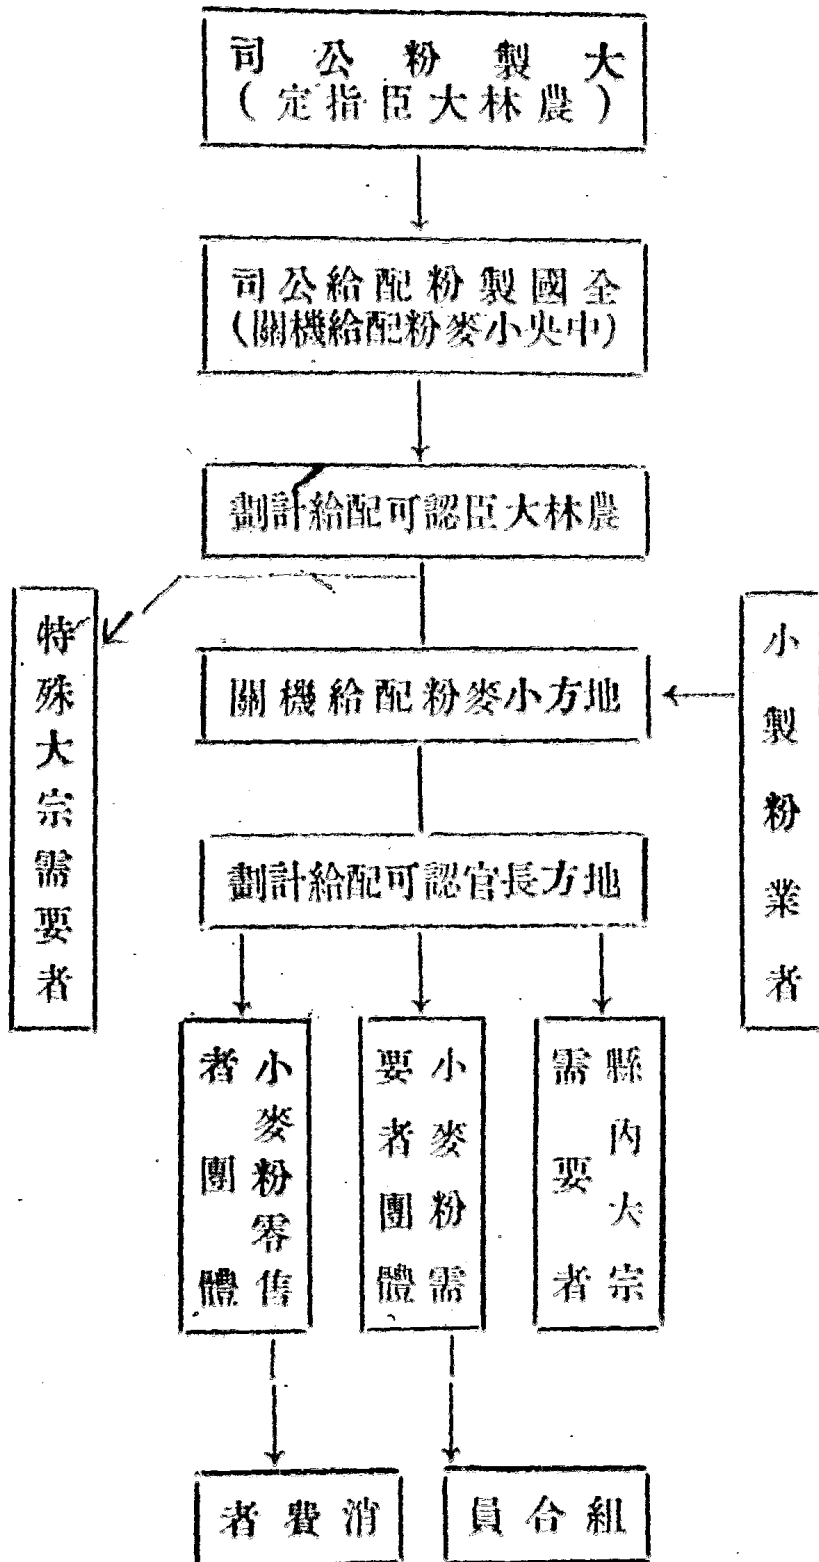 大製粉公司
(農林大臣指定)
全國製粉配給公司
(中央小麥粉配給機關)
農林大臣認可配給計劃
特殊大宗需要者
地方小麥粉配給機關
小製粉業者
地方長官認可配給計劃
縣內大宗
需要者
小麥粉需
要者團體
小麥粉零售
者團體
組合員
消費者